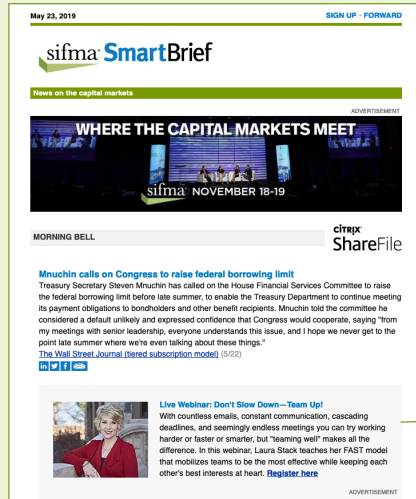 May 23, 2019
SIGN UP · FORWARD
sifma SmartBrief
News on the capital markets
ADVERTISEMENT
WHERE THE CAPITAL MARKETS MEET
sifma NOVEMBER 18-19
MORNING BELL
CITRIX
ShareFile
Mnuchin calls on Congress to raise federal borrowing limit
Treasury Secretary Steven Mnuchin has called on the House Financial Services Committee to raise
the federal borrowing limit before late summer, to enable the Treasury Department to continue meeting
its payment obligations to bondholders and other benefit recipients. Mnuchin told the committee he
considered a default unlikely and expressed confidence that Congress would cooperate, saying "from
my meetings with senior leadership, everyone understands this issue, and I hope we never get to the
point late summer where we're even talking about these things."
The Wall Street Journal (tiered subscription model) (5/22)
Live Webinar: Don't Slow Down—Team Up!
With countless emails, constant communication, cascading
deadlines, and seemingly endless meetings you can try working
harder or faster or smarter, but "teaming well" makes all the
difference. In this webinar, Laura Stack teaches her FAST model
that mobilizes teams to be the most effective while keeping each
other's best interests at heart. Register here
ADVERTISEMENT